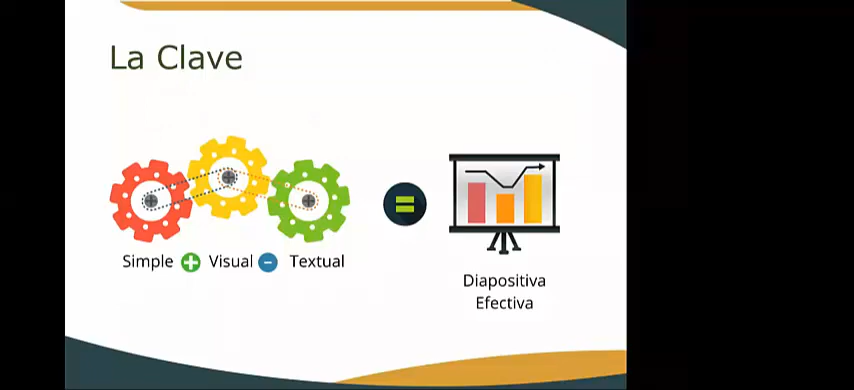 La Clave
Simple + Visual - Textual
=
Diapositiva
Efectiva